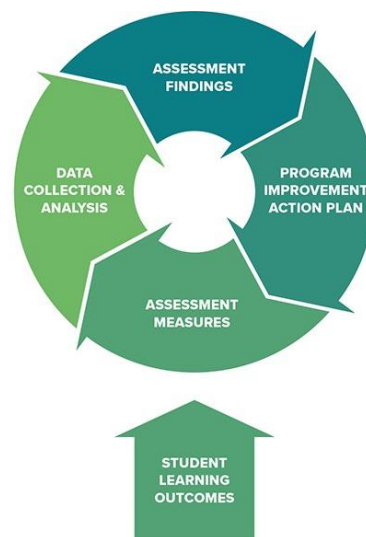 ASSESSMENT
FINDINGS
DATA
COLLECTION &
ANALYSIS
PROGRAM
IMPROVEMENT
ACTION PLAN
ASSESSMENT
MEASURES
STUDENT
LEARNING
OUTCOMES